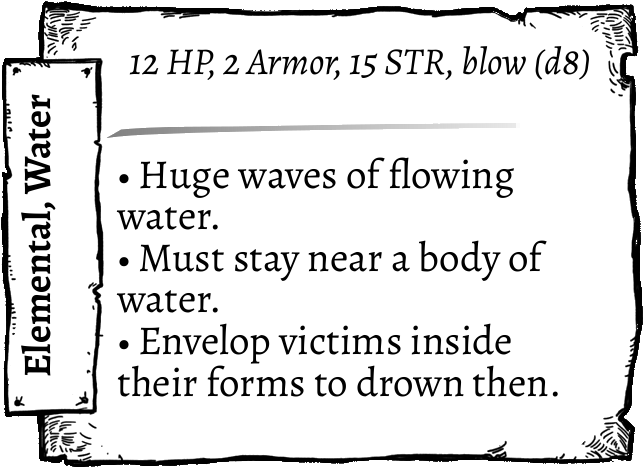 12 HP, 2 Armor, 15 STR, blow (d8)
Elemental, Water
• Huge waves of flowing
water.
• Must stay near a body of
water.
• Envelop victims inside
their forms to drown then.